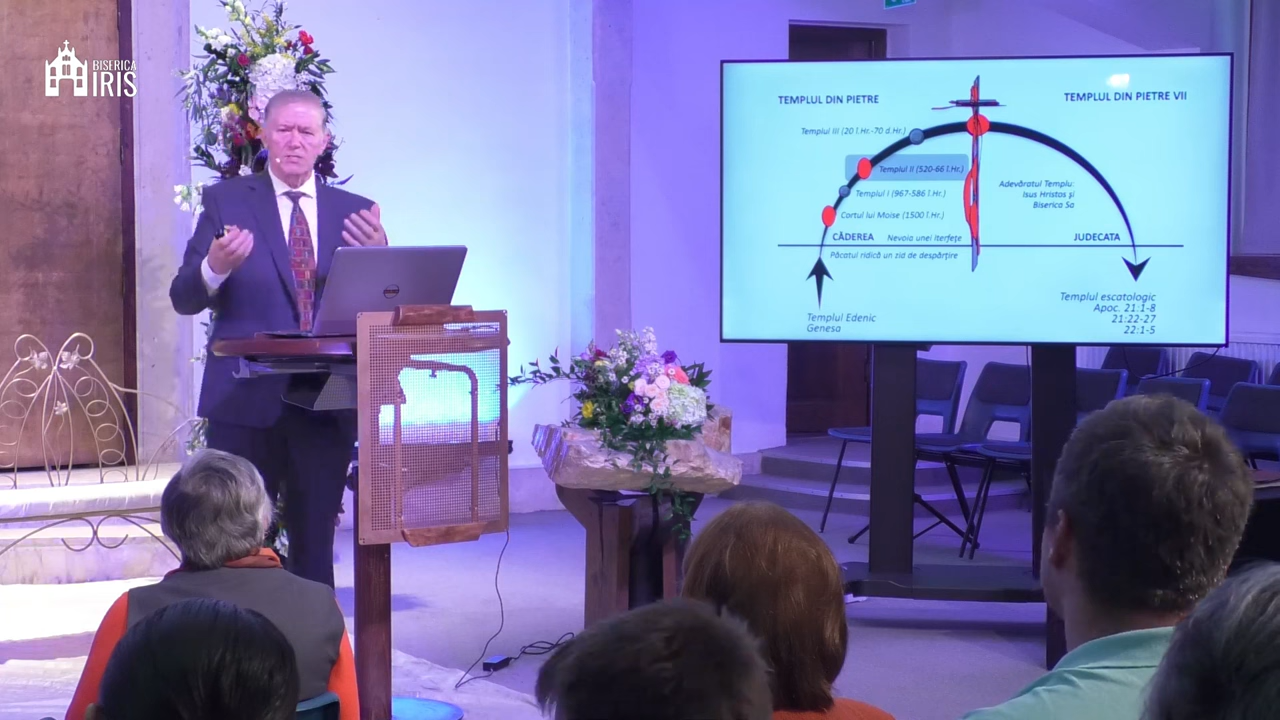 BISERICA
IRIS
TEMPLUL DIN PIETRE
TEMPLUL DIN PIETRE VII
Templul III (20 î.Hr.-70 d.Hr.)
Templul II (520-66 î.Hr.)
Templul I (967-586 î.Hr.)
Cortul lui Moise (1500 î.Hr.)
Adevăratul Templu:
Isus Hristos și
Biserica Sa
CĂDEREA
Nevoia unei Iterfețe
JUDECATA
Păcatul ridică un zid de despărțire
Templul Edenic
Genesa
Templul escatologic
Apoc. 21:1-8
21:22-27
22:1-5
DELL